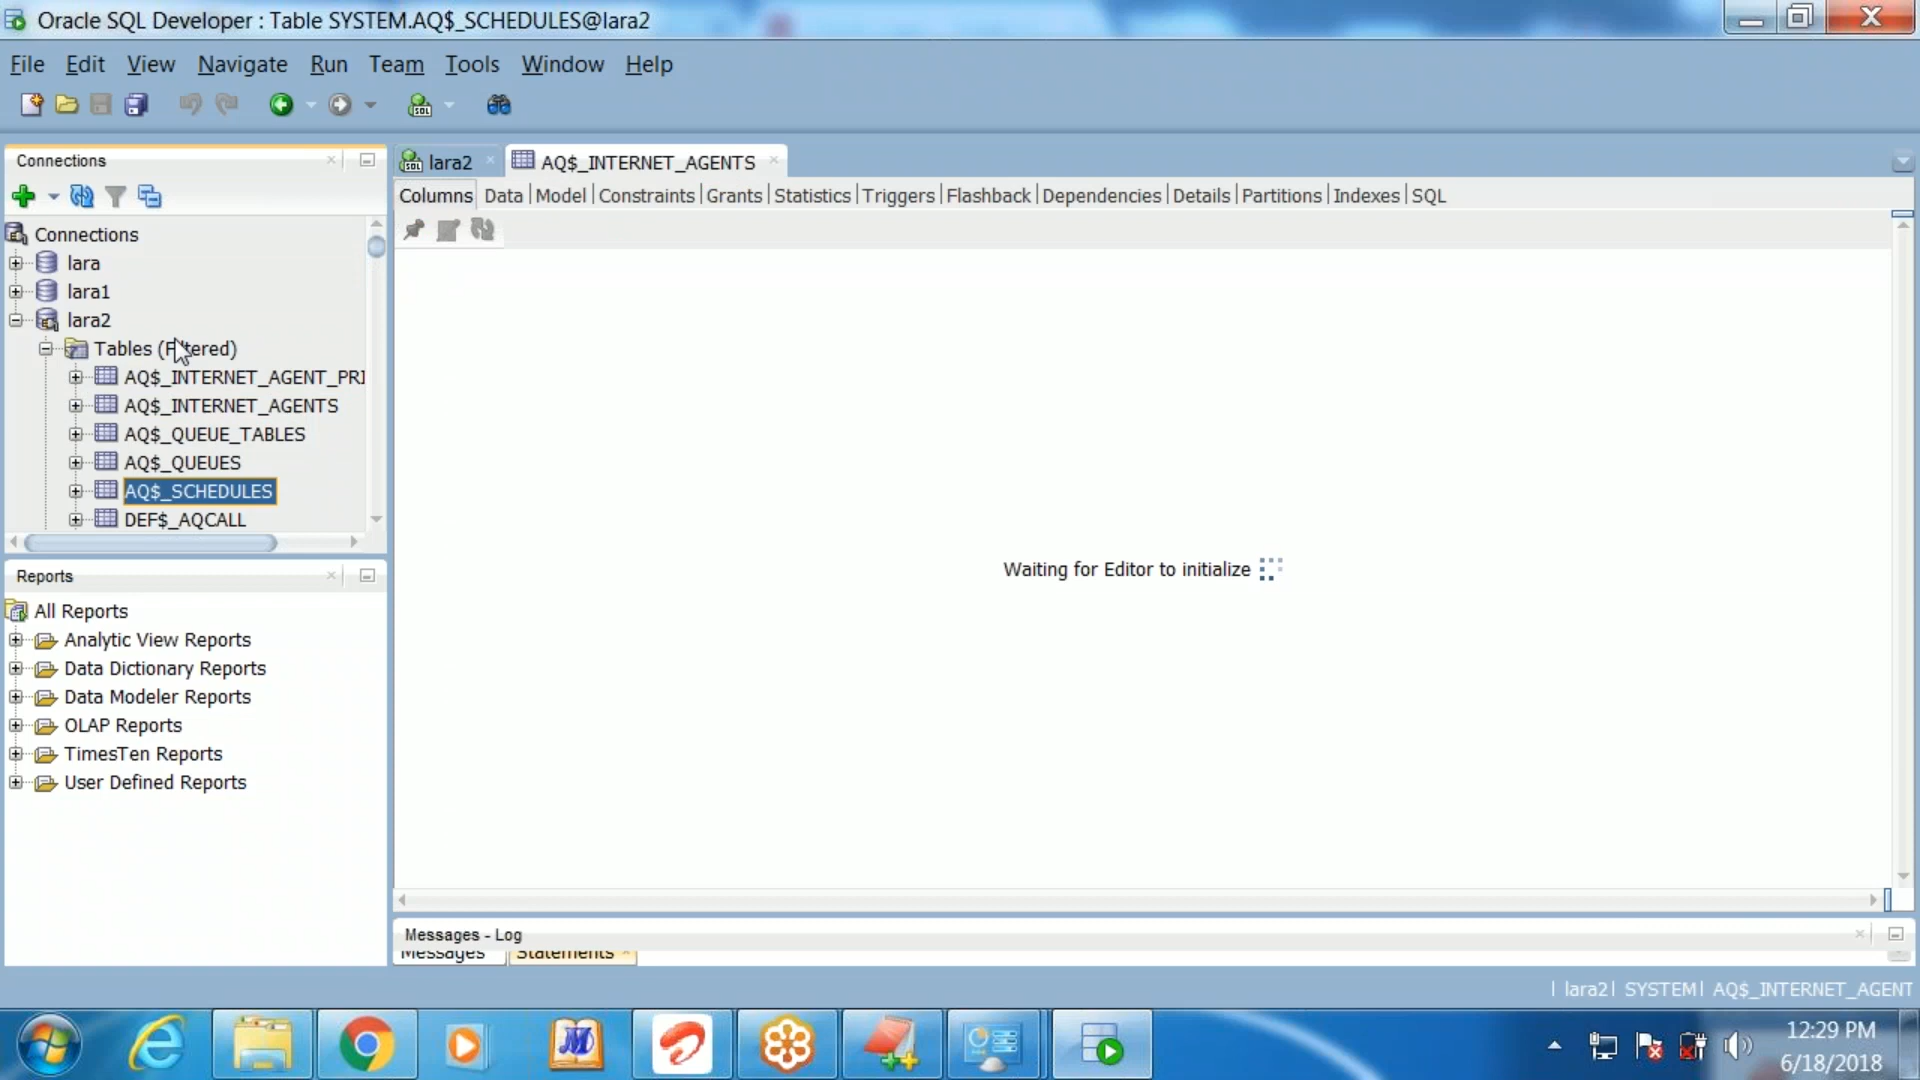 Oracle SQL Developer : Table SYSTEM.AQ$_SCHEDULES@lara2
File Edit View Navigate Run Team Tools Window Help
Connections
lara2
AQ$_INTERNET_AGENTS
Columns Data Model Constraints Grants Statistics Triggers Flashback Dependencies Details Partitions Indexes SQL
Connections
lara
lara1
lara2
Tables (Filtered)
AQ$_INTERNET_AGENT_PRI
AQ$_INTERNET_AGENTS
AQ$_QUEUE_TABLES
AQ$_QUEUES
AQ$_SCHEDULES
DEF$_AQCALL
Waiting for Editor to initialize
Reports
All Reports
Analytic View Reports
Data Dictionary Reports
Data Modeler Reports
OLAP Reports
TimesTen Reports
User Defined Reports
Messages - Log
Messages Statements
lara2 SYSTEM AQ$_INTERNET_AGENT
12:29 PM
6/18/2018